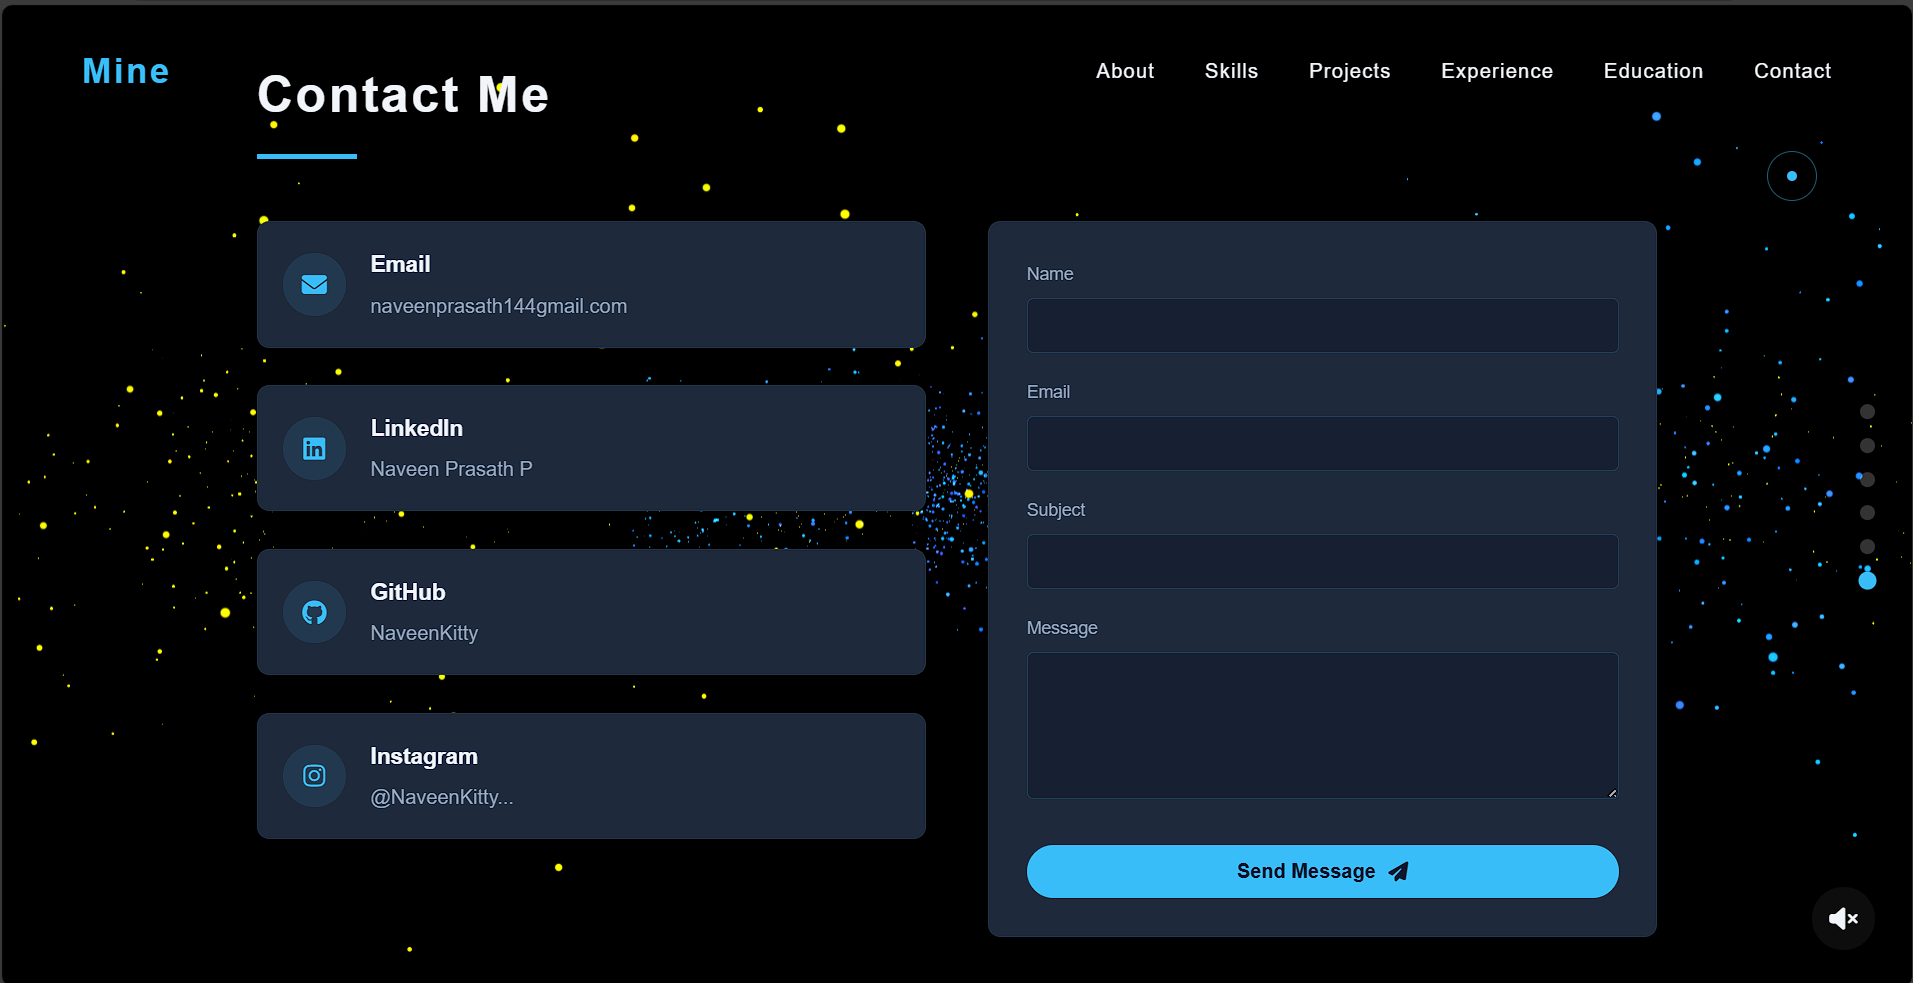 Mine
About
Skills
Projects
Experience
Education
Contact
Contact Me
Email
naveenprasath144gmail.com
LinkedIn
Naveen Prasath P
GitHub
NaveenKitty
Instagram
@NaveenKitty...
Name
Email
Subject
Message
Send Message